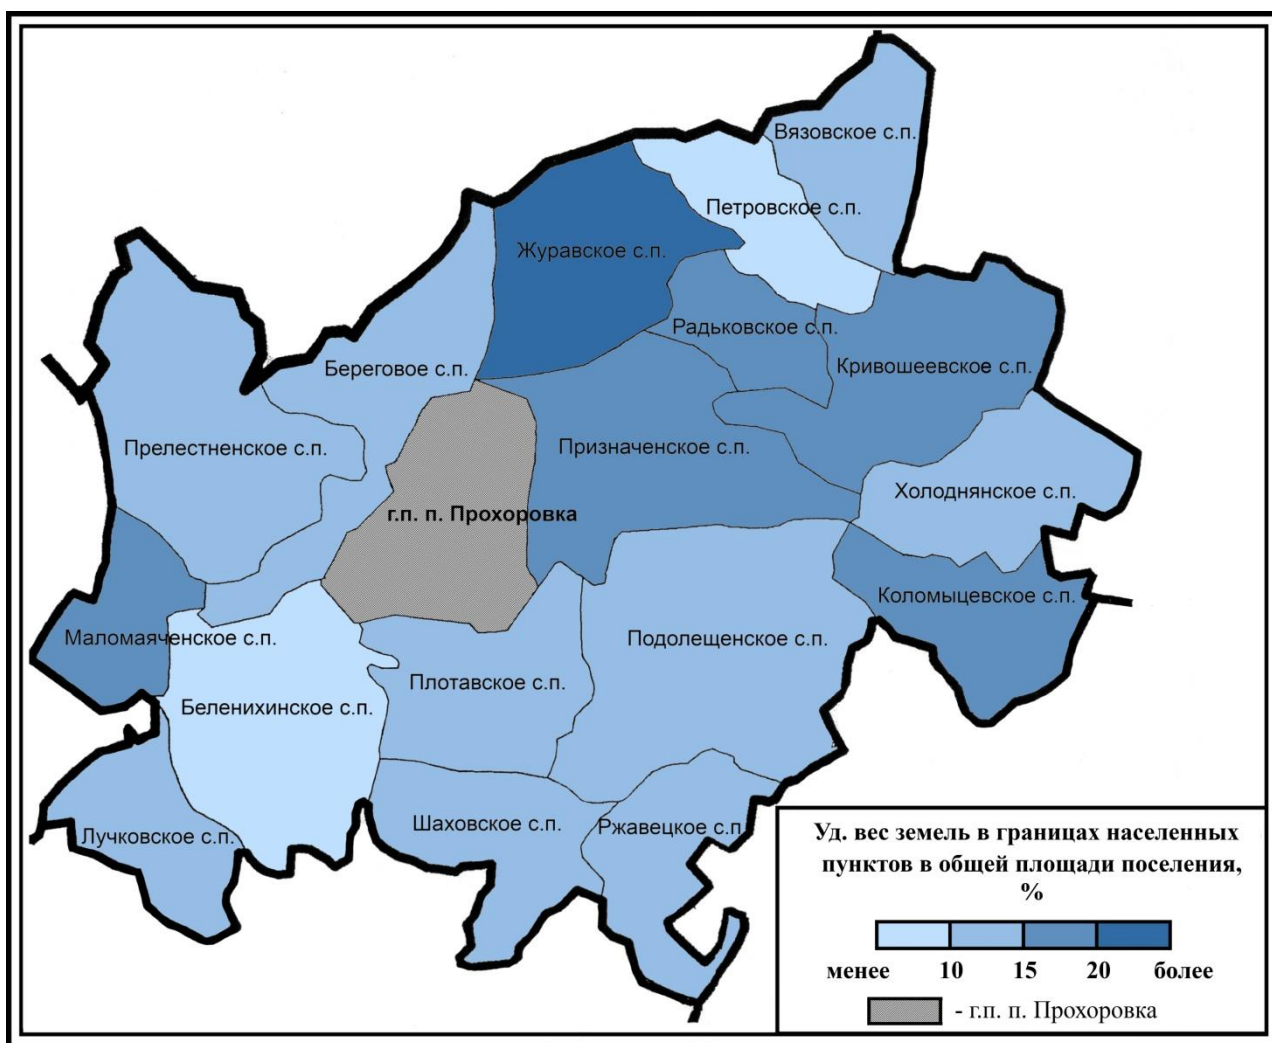 Вязовское с.п.
Петровское с.п.
Журавское с.п.
Радьковское с.п.
Береговое с.п.
Кривошеевское с.п.
Прелестненское с.п.
Призначенское с.п.
Холоднянское с.п.
г.п. п. Прохоровка
Коломыцевское с.п.
Маломаяченское с.п.
Подолещенское с.п.
Плотавское с.п.
Беленихинское с.п.
Шаховское с.п.
Ржавецкое с.п.
Лучковское с.п.
Уд. вес земель в границах населенных
пунктов в общей площади поселения,
%
менее 10 15 20 более
- г.п. п. Прохоровка